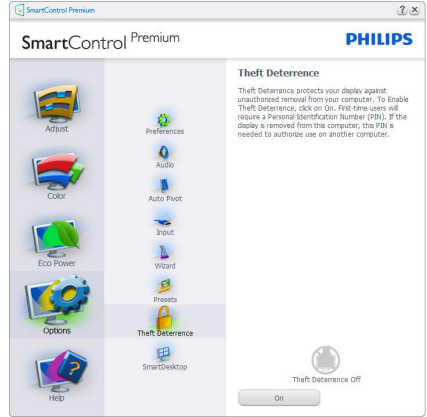 SmartControl Premium
? X
SmartControl Premium
PHILIPS
Adjust
Color
Eco Power
Options
Help
Preferences
Audio
Auto Pivot
Input
Wizard
Presets
Theft Deterrence
SmartDesktop
Theft Deterrence
Theft Deterrence protects your display against
unauthorized removal from your computer. To Enable
Theft Deterrence, click on On. First-time users will
require a Personal Identification Number (PIN). If the
display is removed from this computer, this PIN is
needed to authorize use on another computer.
Theft Deterrence Off
On